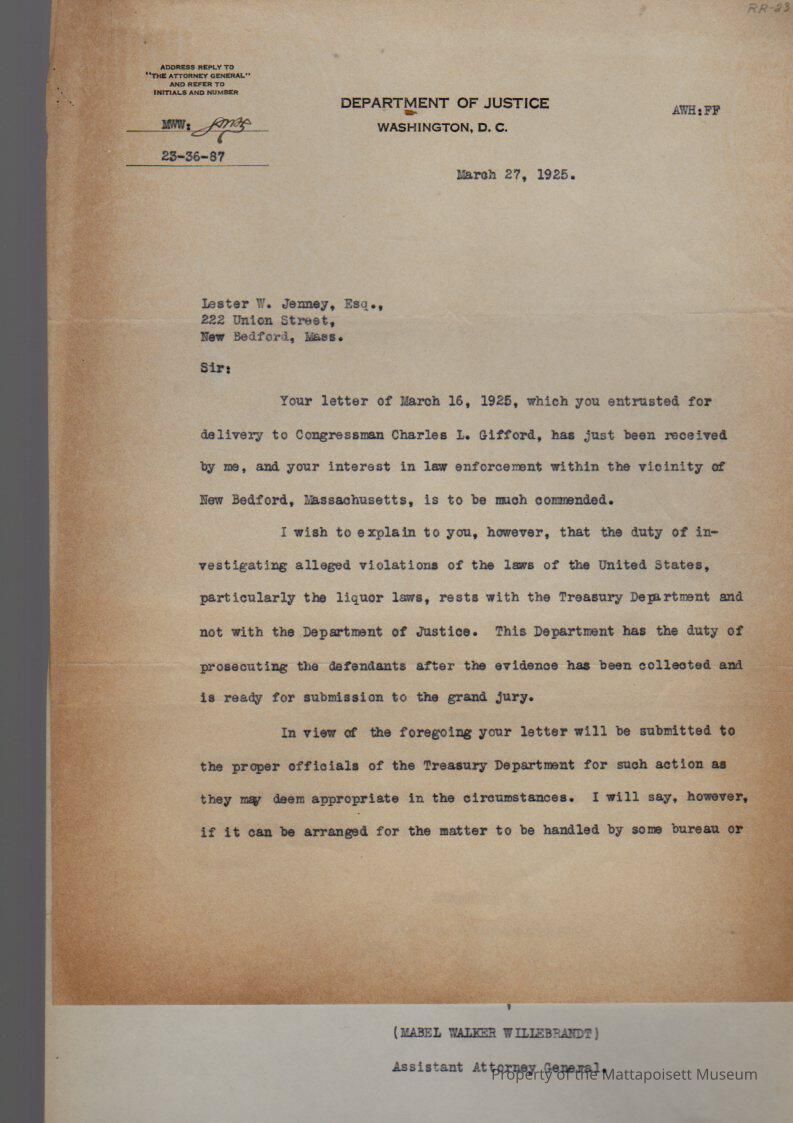 RR-23
ADDRESS REPLY TO
"THE ATTORNEY GENERAL"
AND REFER TO
INITIALS AND NUMBER
MWW:
23-36-87
DEPARTMENT OF JUSTICE
WASHINGTON, D. C.
AWH:FF
March 27, 1925.
Lester W. Jenney, Esq.,
222 Union Street,
New Bedford, Mass.
Sir:
Your letter of March 16, 1925, which you entrusted for
delivery to Congressman Charles L. Gifford, has just been received
by me, and your interest in law enforcement within the vicinity of
New Bedford, Massachusetts, is to be much commended.
I wish to explain to you, however, that the duty of in-
vestigating alleged violations of the laws of the United States,
particularly the liquor laws, rests with the Treasury Department and
not with the Department of Justice. This Department has the duty of
prosecuting the defendants after the evidence has been collected and
is ready for submission to the grand jury.
In view of the foregoing your letter will be submitted to
the proper officials of the Treasury Department for such action as
they may deem appropriate in the circumstances. I will say, however,
if it can be arranged for the matter to be handled by some bureau or
(MABEL WALKER WILLEBRANDT)
Assistant Attorney General.
Property of the Mattapoisett Museum